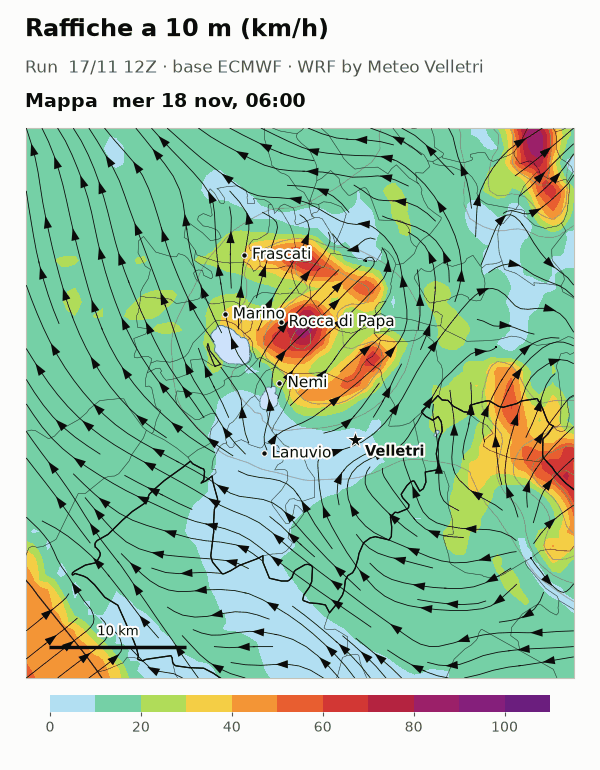 Raffiche a 10 m (km/h)
Run  17/11 12Z · base ECMWF · WRF by Meteo Velletri
Mappa  mer 18 nov, 06:00
Frascati
Marino
Rocca di Papa
Nemi
Velletri
Lanuvio
10 km
0 20 40 60 80 100